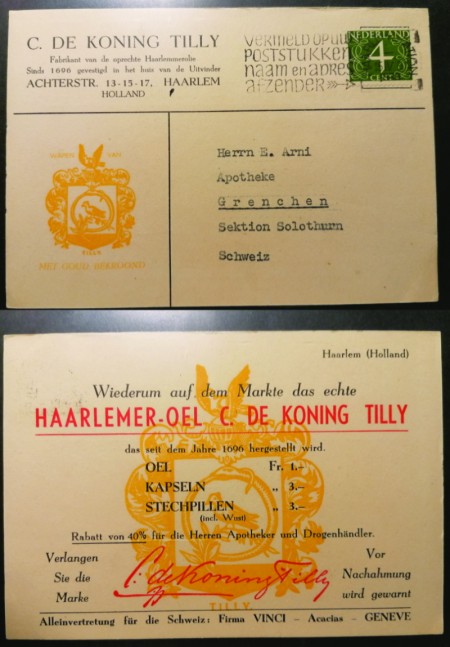 C. DE KONING TILLY
Fabrikant van de oprechte Haarlemmerolie
Sinds 1696 gevestigd in het huis van de Uitvinder
ACHTERSTR. 13-15-17, HAARLEM
HOLLAND
VERMELD OP UW
POSTSTUKKEN
naam en adres
afzender
NEDERLAND
4
CENT
WAPEN VAN
TILLY
MET GOUD BEKROOND
Herrn E. Arni
Apotheke
Grenchen
Sektion Solothurn
Schweiz
Haarlem (Holland)
Wiederum auf dem Markte das echte
HAARLEMER-OEL C. DE KONING TILLY
das seit dem Jahre 1696 hergestellt wird.
OEL Fr. 1.-
KAPSELN „ 3.-
STECHPILLEN „ 3.-
(incl. Wust)
Rabatt von 40% für die Herren Apotheker und Drogenhändler.
Verlangen
Sie die
Marke
C: de Koning Tilly
Vor
Nachahmung
wird gewarnt
TILLY
Alleinvertretung für die Schweiz: Firma VINCI - Acacias - GENEVE